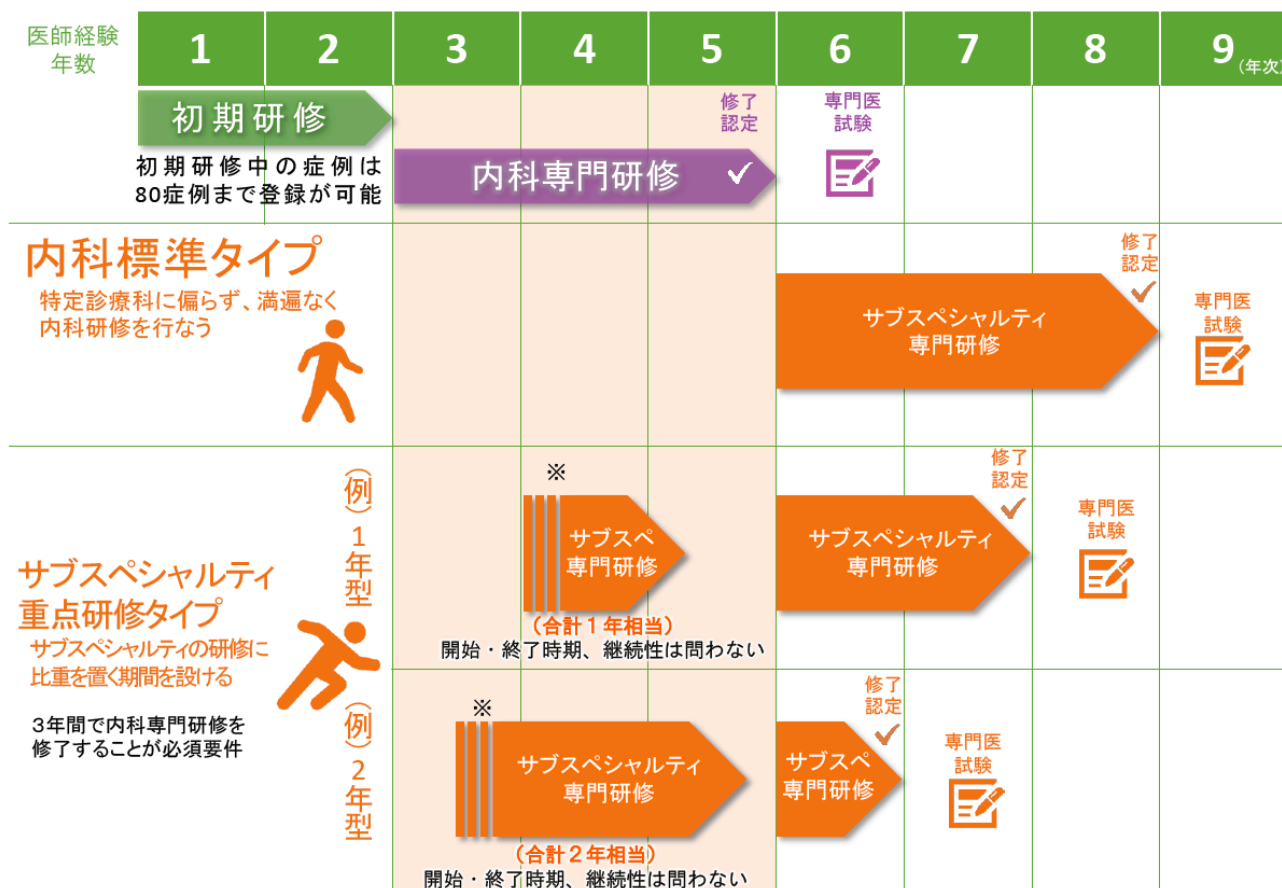 医師経験
年数
1
2
3
4
5
6
7
8
9
(年次)
初期研修
初期研修中の症例は
80症例まで登録が可能
修了
認定
内科専門研修
専門医
試験
内科標準タイプ
特定診療科に偏らず、満遍なく
内科研修を行なう
サブスペシャルティ
専門研修
修了
認定
専門医
試験
サブスペシャルティ
重点研修タイプ
サブスペシャルティの研修に
比重を置く期間を設ける
3年間で内科専門研修を
修了することが必須要件
(例)1年型
※
サブスペ
専門研修
(合計1年相当)
開始・終了時期、継続性は問わない
サブスペシャルティ
専門研修
修了
認定
専門医
試験
(例)2年型
※
サブスペシャルティ
専門研修
(合計2年相当)
開始・終了時期、継続性は問わない
サブスペ
専門研修
修了
認定
専門医
試験